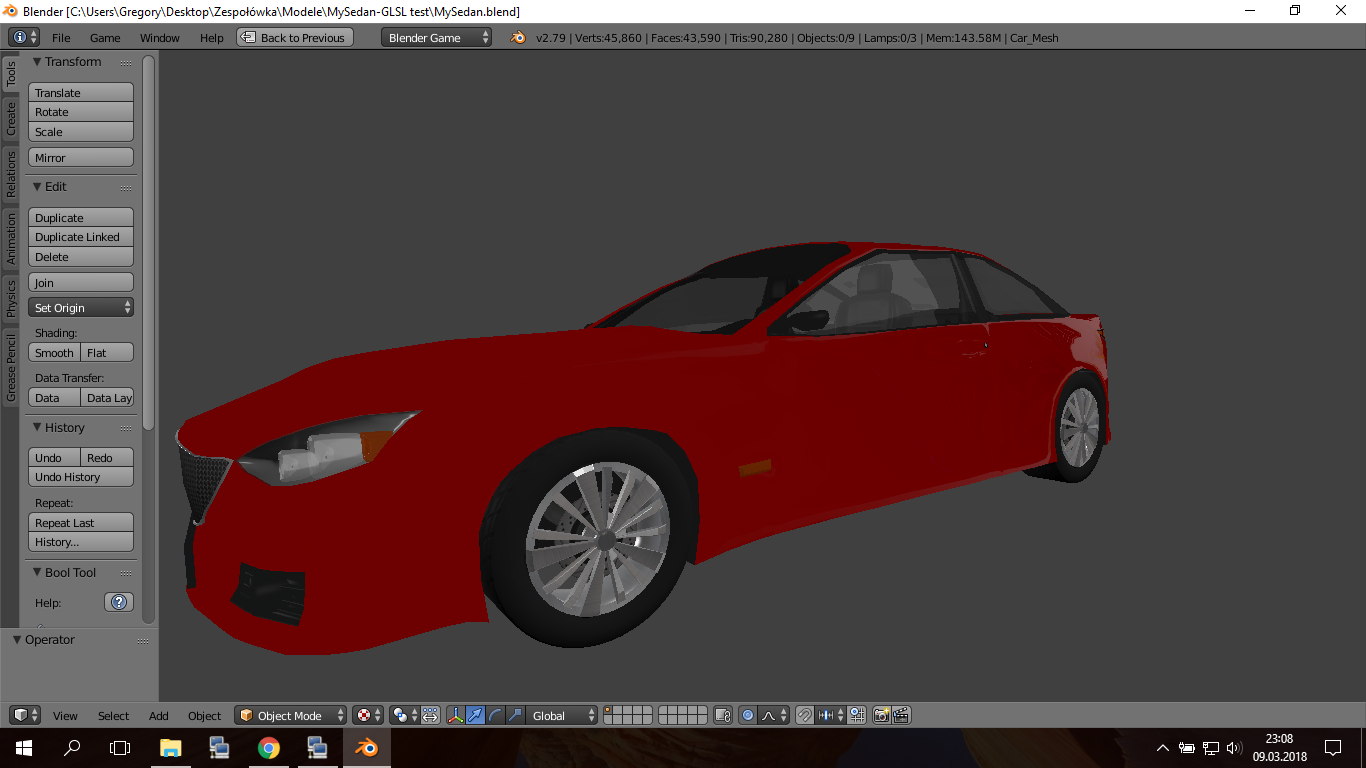 Blender [C:\Users\Gregory\Desktop\Zespołówka\Modele\MySedan-GLSL test\MySedan.blend]
File Game Window Help Back to Previous Blender Game v2.79 | Verts:45,860 | Faces:43,590 | Tris:90,280 | Objects:0/9 | Lamps:0/3 | Mem:143.58M | Car_Mesh
Tools
Create
Relations
Animation
Physics
Grease Pencil
Transform
Translate
Rotate
Scale
Mirror
Edit
Duplicate
Duplicate Linked
Delete
Join
Set Origin
Shading:
Smooth Flat
Data Transfer:
Data Data Lay
History
Undo Redo
Undo History
Repeat:
Repeat Last
History...
Bool Tool
Help:
Operator
View Select Add Object Object Mode Global
23:08
09.03.2018